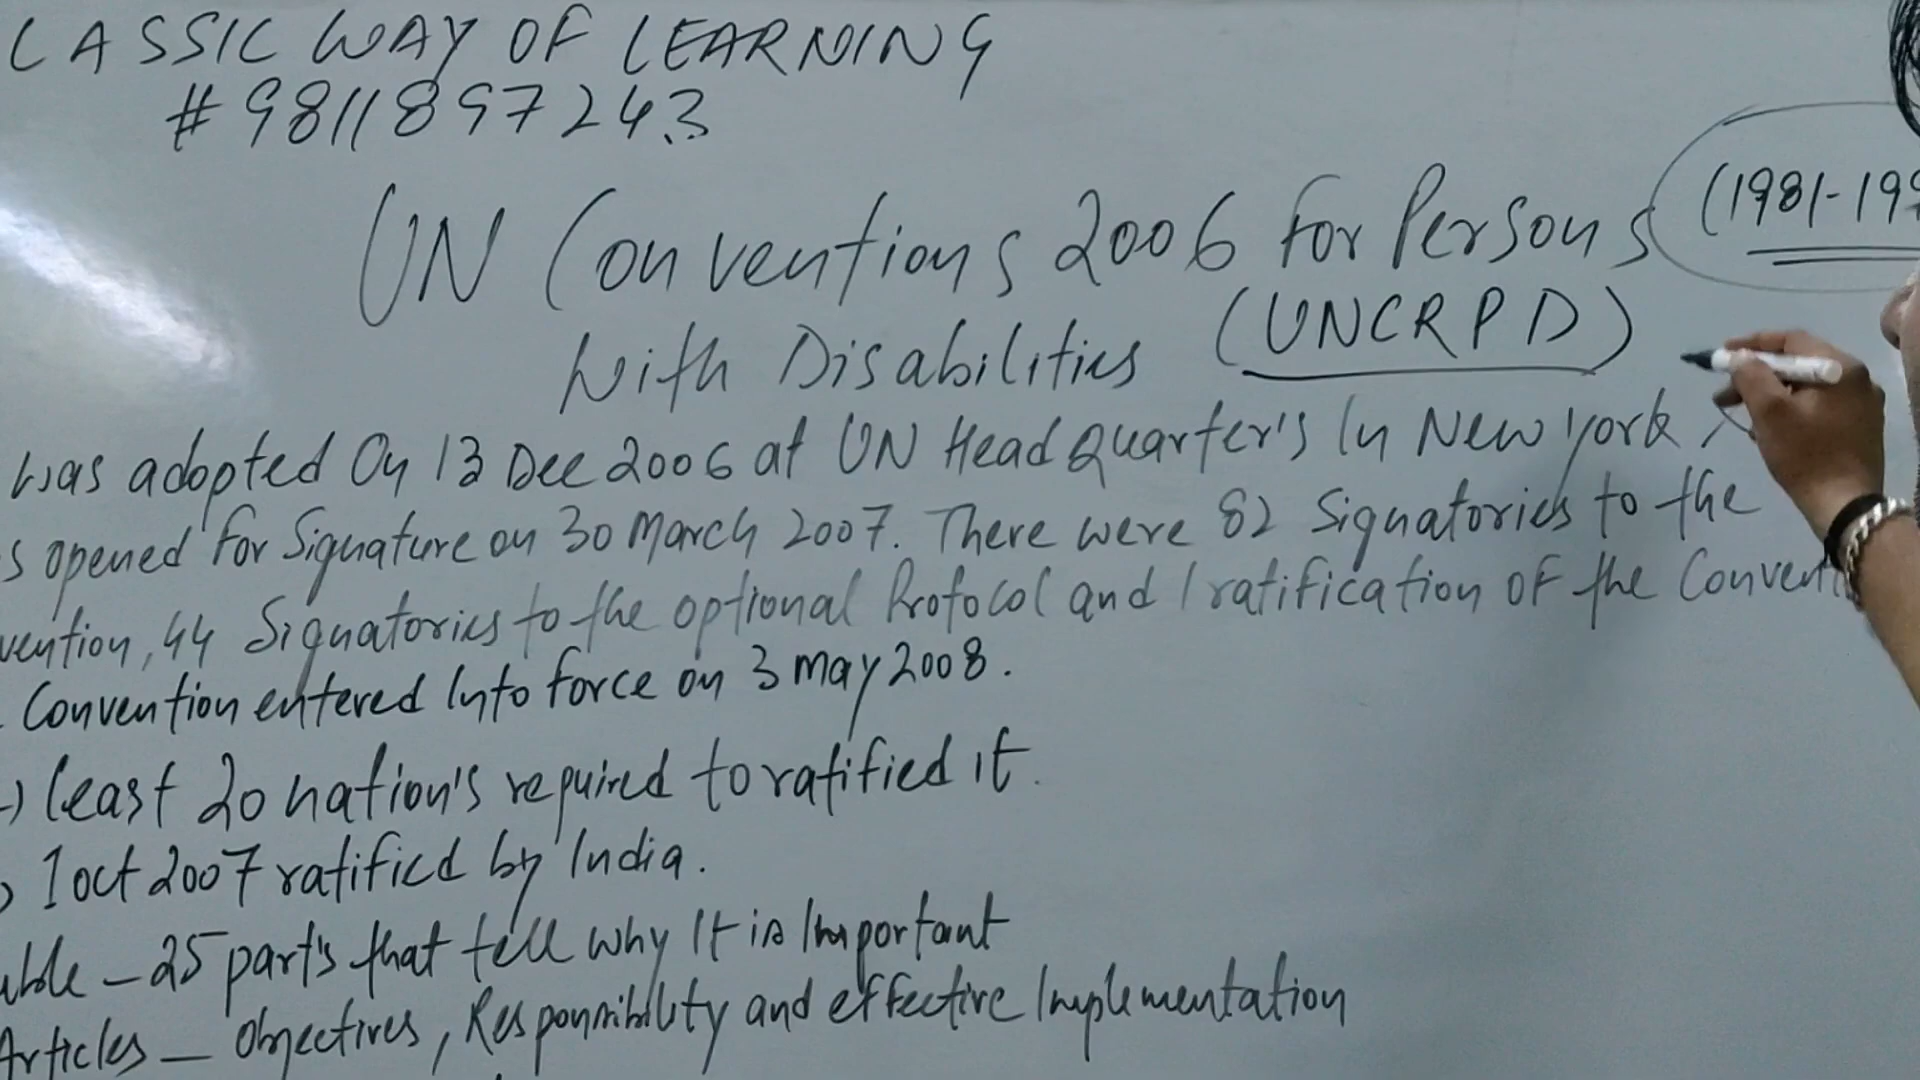 CLASSIC WAY OF LEARNING
#9811897243
(1981-199
UN Conventions 2006 for Persons
With Disabilities (UNCRPD)
was adopted On 13 Dec 2006 at UN HeadQuarter's In New York
s opened for Signature on 30 March 2007. There were 82 Signatories to the
vention, 44 Signatories to the optional Protocol and 1 ratification of the Convent
Convention entered Into force on 3 may 2008.
least 20 nation's required to ratified it.
1 oct 2007 ratified by India.
able - 25 part's that tell why It is Important
Articles - Objectives, Responsibility and effective Implementation